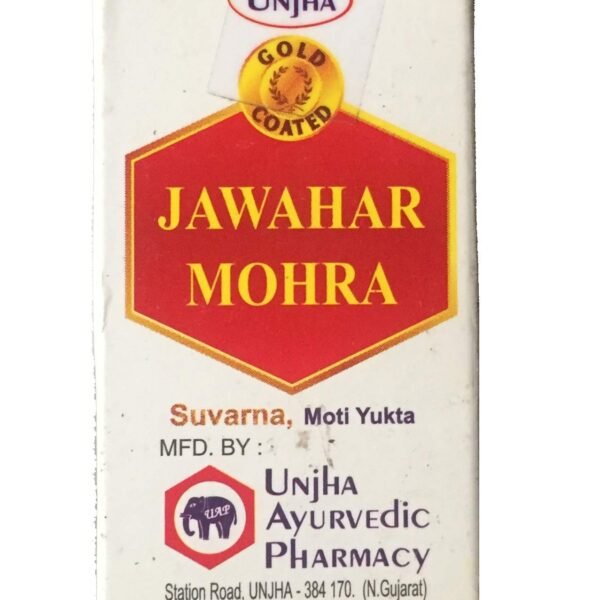 UNJHA
GOLD
COATED
JAWAHAR
MOHRA
Suvarna, Moti Yukta
MFD. BY :
UAP
UNJHA
AYURVEDIC
PHARMACY
Station Road, UNJHA - 384 170. (N.Gujarat)